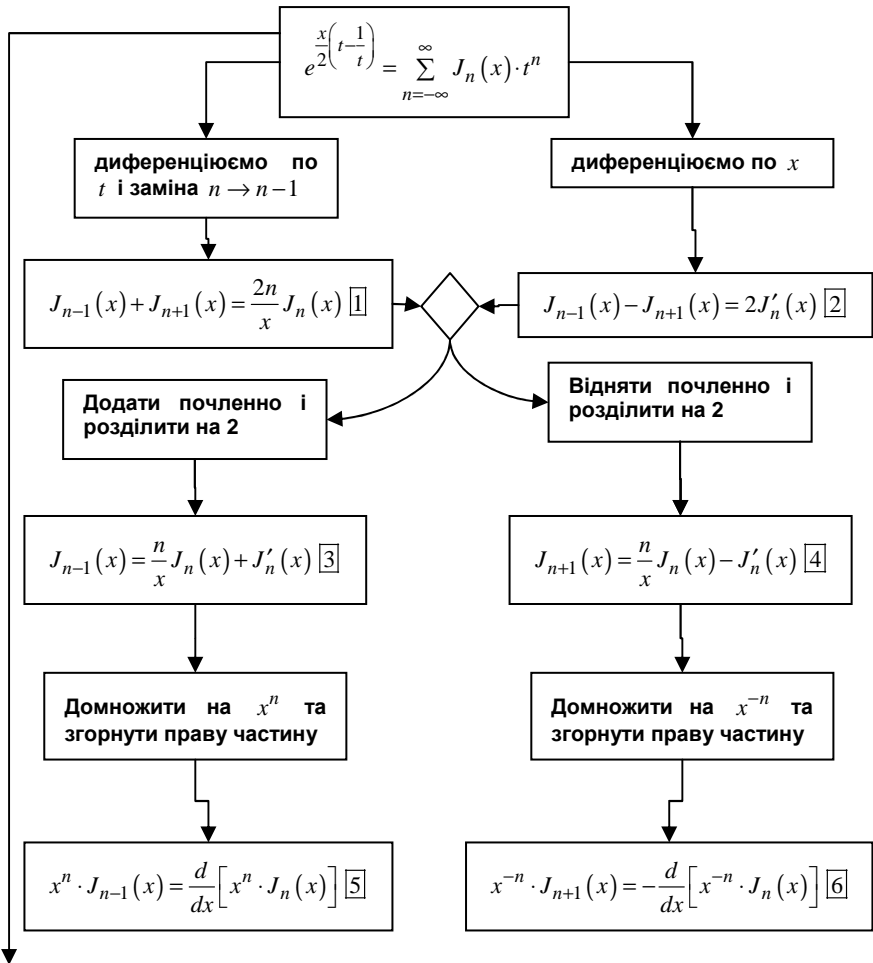 $e^{\frac{x}{2}\left(t-\frac{1}{t}\right)} = \sum_{n=-\infty}^{\infty} J_n(x) \cdot t^n$
диференціюємо по
$t$ і заміна $n \to n-1$
диференціюємо по $x$
$J_{n-1}(x) + J_{n+1}(x) = \frac{2n}{x} J_n(x)$ 1
$J_{n-1}(x) - J_{n+1}(x) = 2J'_n(x)$ 2
Додати почленно і
розділити на 2
Відняти почленно і
розділити на 2
$J_{n-1}(x) = \frac{n}{x} J_n(x) + J'_n(x)$ 3
$J_{n+1}(x) = \frac{n}{x} J_n(x) - J'_n(x)$ 4
Домножити на $x^n$ та
згорнути праву частину
Домножити на $x^{-n}$ та
згорнути праву частину
$x^n \cdot J_{n-1}(x) = \frac{d}{dx}\left[x^n \cdot J_n(x)\right]$ 5
$x^{-n} \cdot J_{n+1}(x) = -\frac{d}{dx}\left[x^{-n} \cdot J_n(x)\right]$ 6